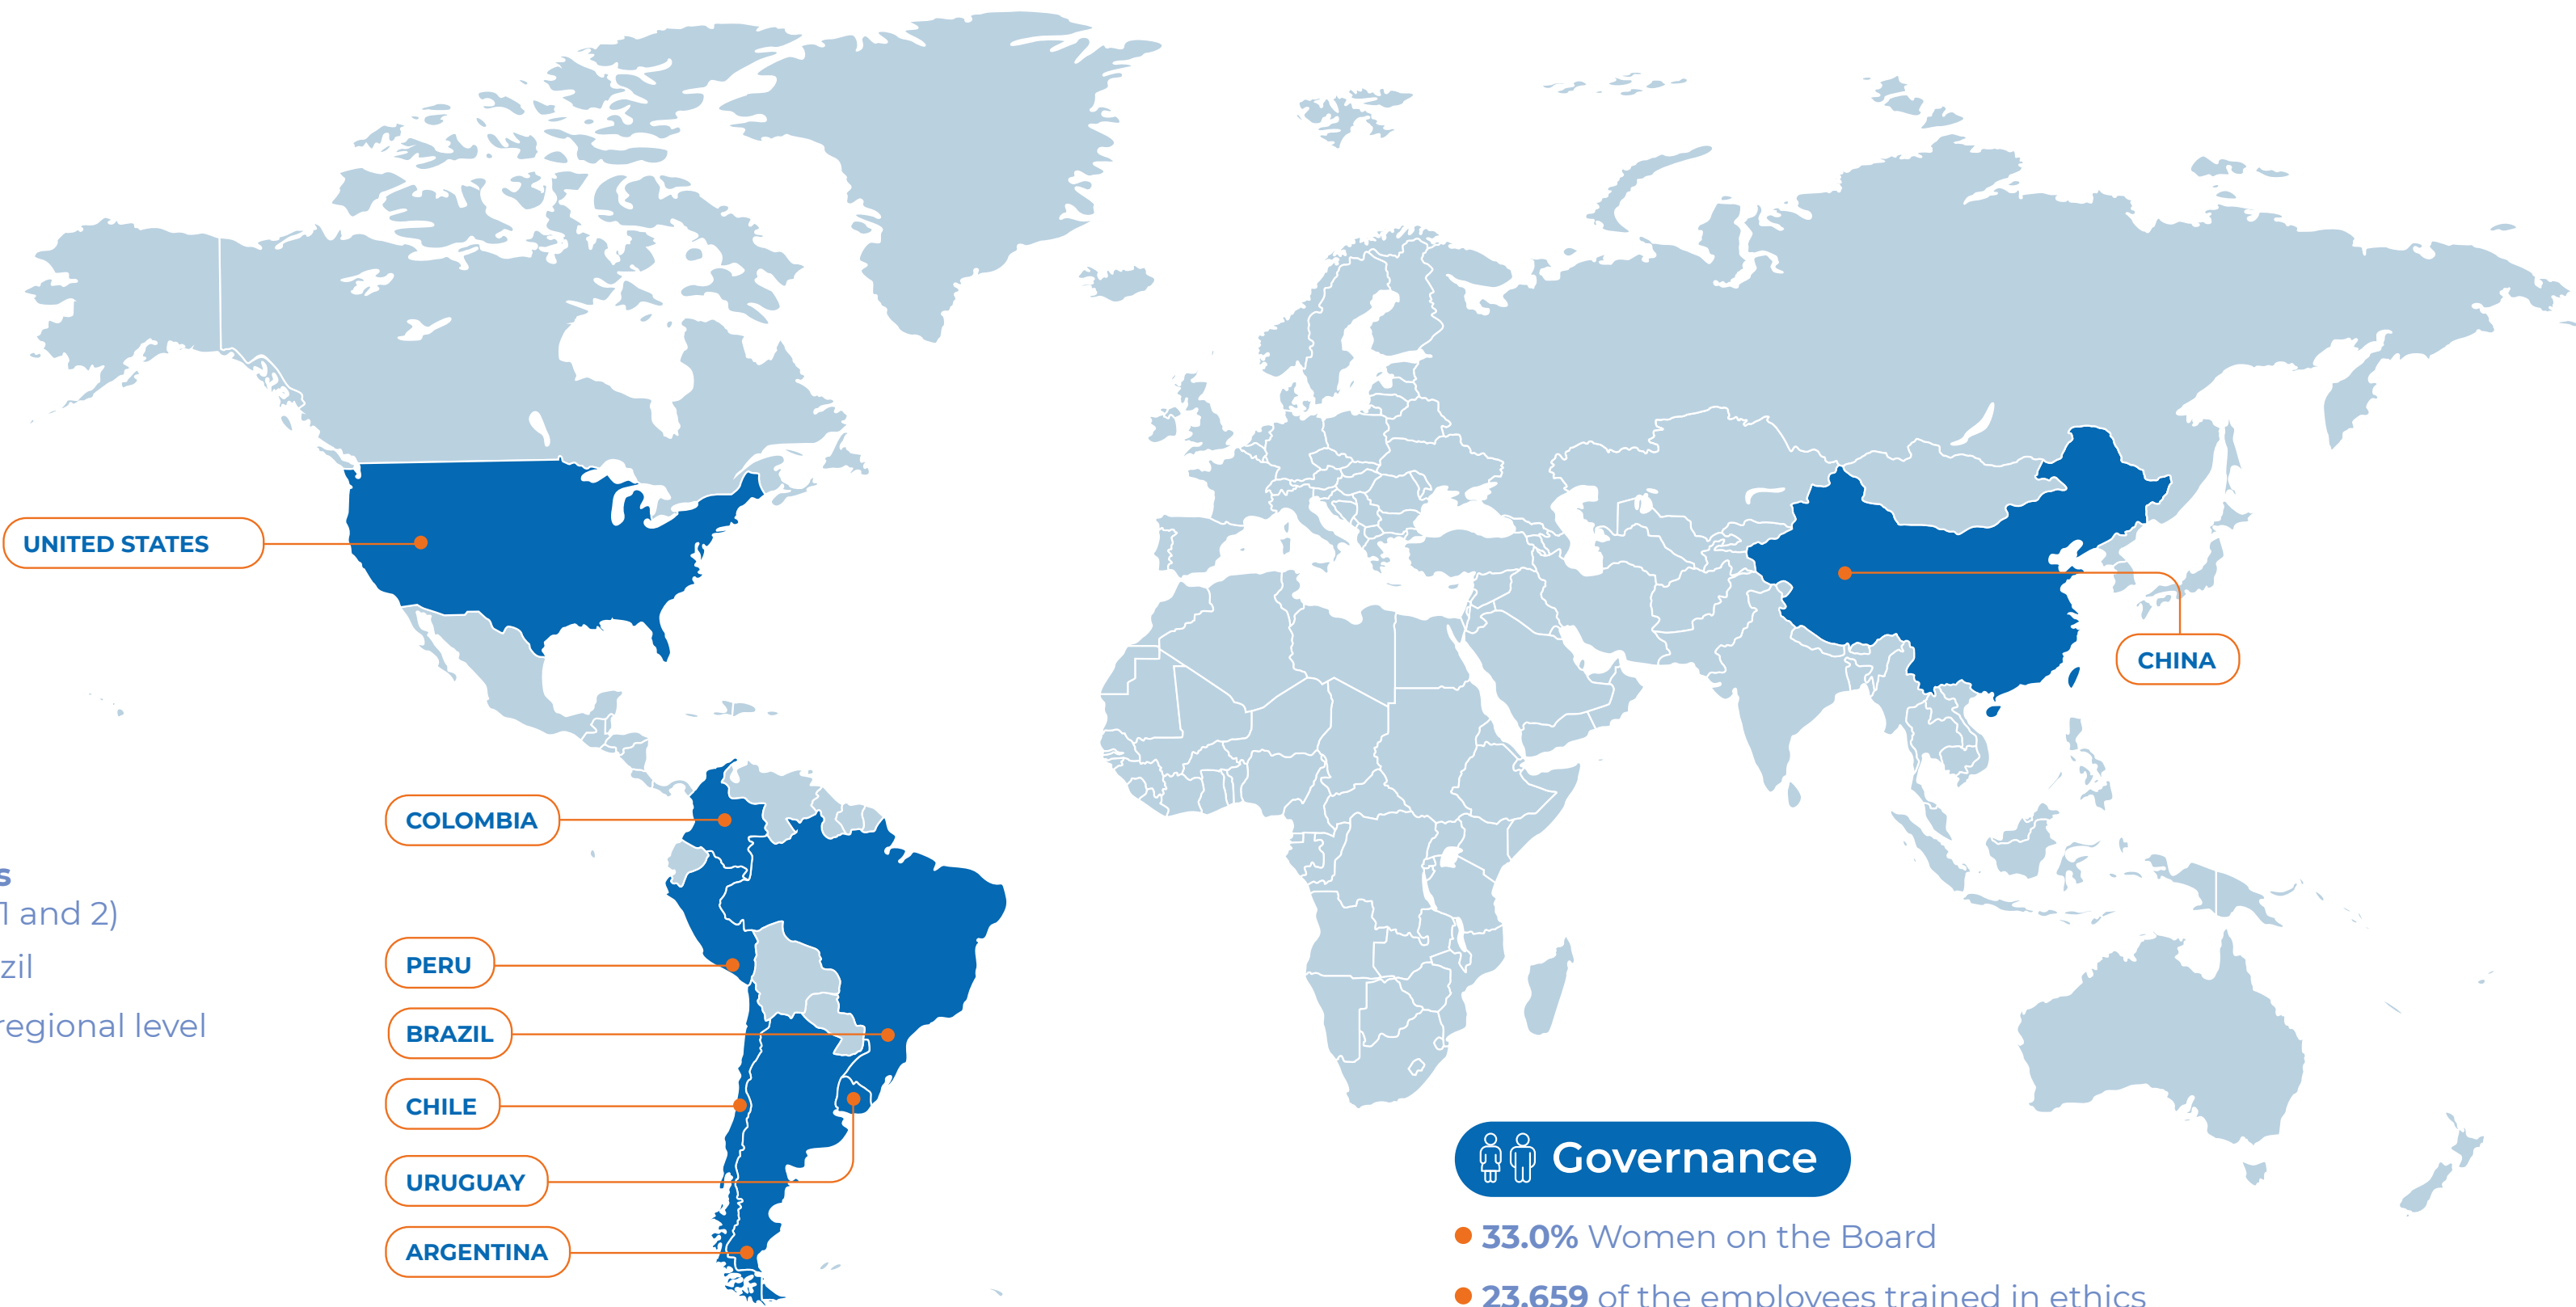 UNITED STATES
CHINA
COLOMBIA
s
1 and 2)
zil
regional level
PERU
BRAZIL
CHILE
URUGUAY
ARGENTINA
Governance
33.0% Women on the Board
23,659 of the employees trained in ethics